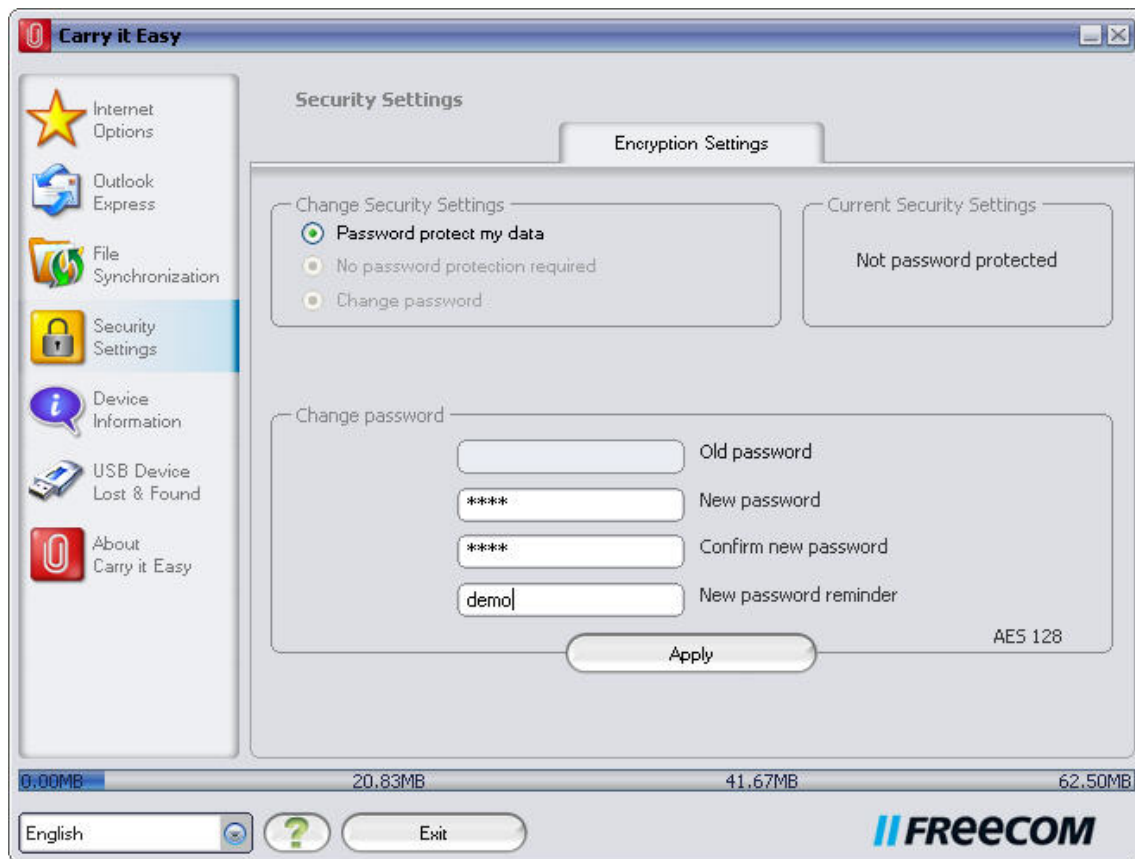 Carry it Easy
Internet
Options
Outlook
Express
File
Synchronization
Security
Settings
Device
Information
USB Device
Lost & Found
About
Carry it Easy
Security Settings
Encryption Settings
Change Security Settings
Password protect my data
No password protection required
Change password
Current Security Settings
Not password protected
Change password
Old password
**** New password
**** Confirm new password
demo New password reminder
AES 128
Apply
0.00MB 20.83MB 41.67MB 62.50MB
English ? Exit
FREECOM